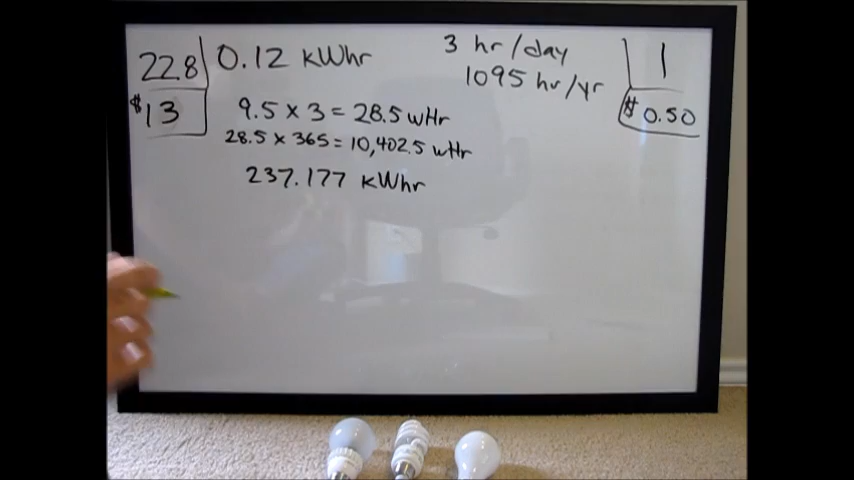 22.8
$13
0.12 kWhr
9.5 x 3 = 28.5 wHr
28.5 x 365 = 10,402.5 wHr
237.177 kWhr
3 hr/day
1095 hr/yr
1
$0.50